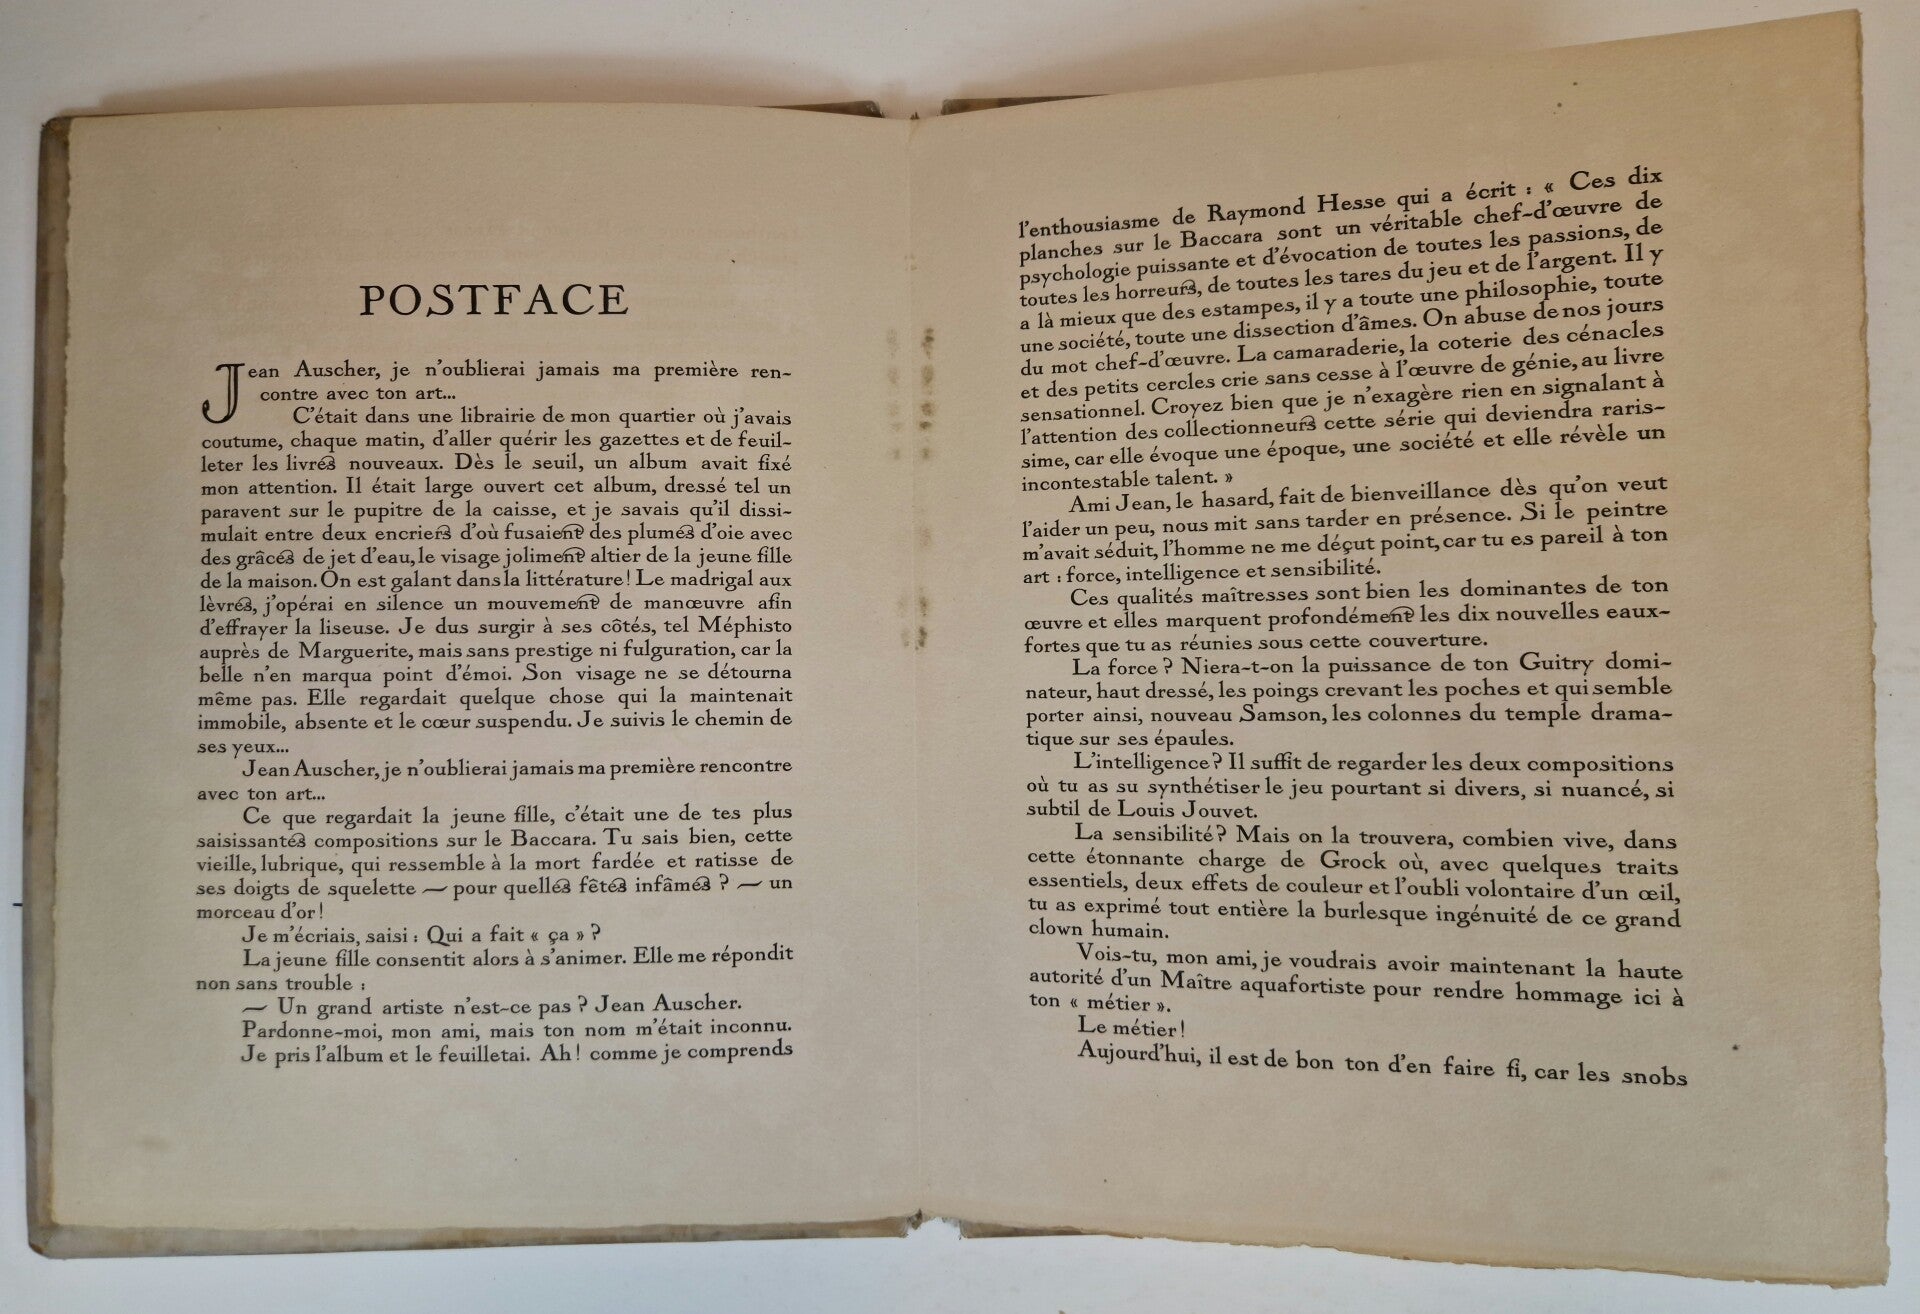 POSTFACE
Jean Auscher, je n'oublierai jamais ma première ren-
contre avec ton art...
C'était dans une librairie de mon quartier où j'avais
coutume, chaque matin, d'aller quérir les gazettes et de feuil-
leter les livres nouveaux. Dès le seuil, un album avait fixé
mon attention. Il était large ouvert cet album, dressé tel un
paravent sur le pupitre de la caisse, et je savais qu'il dissi-
mulait entre deux encriers d'où fusaient des plumes d'oie avec
des grâces de jet d'eau, le visage joliment altier de la jeune fille
de la maison. On est galant dans la littérature! Le madrigal aux
lèvres, j'opérai en silence un mouvement de manœuvre afin
d'effrayer la liseuse. Je dus surgir à ses côtés, tel Méphisto
auprès de Marguerite, mais sans prestige ni fulguration, car la
belle n'en marqua point d'émoi. Son visage ne se détourna
même pas. Elle regardait quelque chose qui la maintenait
immobile, absente et le cœur suspendu. Je suivis le chemin de
ses yeux...
Jean Auscher, je n'oublierai jamais ma première rencontre
avec ton art...
Ce que regardait la jeune fille, c'était une de tes plus
saisissantes compositions sur le Baccara. Tu sais bien, cette
vieille, lubrique, qui ressemble à la mort fardée et ratisse de
ses doigts de squelette — pour quelles fêtes infâmes ? — un
morceau d'or!
Je m'écriais, saisi : Qui a fait « ça » ?
La jeune fille consentit alors à s'animer. Elle me répondit
non sans trouble :
— Un grand artiste n'est-ce pas ? Jean Auscher.
Pardonne-moi, mon ami, mais ton nom m'était inconnu.
Je pris l'album et le feuilletai. Ah! comme je comprends
l'enthousiasme de Raymond Hesse qui a écrit : « Ces dix
planches sur le Baccara sont un véritable chef-d'œuvre de
psychologie puissante et d'évocation de toutes les passions, de
toutes les horreurs, de toutes les tares du jeu et de l'argent. Il y
a là mieux que des estampes, il y a toute une philosophie, toute
une société, toute une dissection d'âmes. On abuse de nos jours
du mot chef-d'œuvre. La camaraderie, la coterie des cénacles
et des petits cercles crie sans cesse à l'œuvre de génie, au livre
sensationnel. Croyez bien que je n'exagère rien en signalant à
l'attention des collectionneurs cette série qui deviendra raris-
sime, car elle évoque une époque, une société et elle révèle un
incontestable talent. »
Ami Jean, le hasard, fait de bienveillance dès qu'on veut
l'aider un peu, nous mit sans tarder en présence. Si le peintre
m'avait séduit, l'homme ne me déçut point, car tu es pareil à ton
art : force, intelligence et sensibilité.
Ces qualités maîtresses sont bien les dominantes de ton
œuvre et elles marquent profondément les dix nouvelles eaux-
fortes que tu as réunies sous cette couverture.
La force ? Niera-t-on la puissance de ton Guitry domi-
nateur, haut dressé, les poings crevant les poches et qui semble
porter ainsi, nouveau Samson, les colonnes du temple drama-
tique sur ses épaules.
L'intelligence ? Il suffit de regarder les deux compositions
où tu as su synthétiser le jeu pourtant si divers, si nuancé, si
subtil de Louis Jouvet.
La sensibilité ? Mais on la trouvera, combien vive, dans
cette étonnante charge de Grock où, avec quelques traits
essentiels, deux effets de couleur et l'oubli volontaire d'un œil,
tu as exprimé tout entière la burlesque ingénuité de ce grand
clown humain.
Vois-tu, mon ami, je voudrais avoir maintenant la haute
autorité d'un Maître aquafortiste pour rendre hommage ici à
ton « métier ».
Le métier!
Aujourd'hui, il est de bon ton d'en faire fi, car les snobs